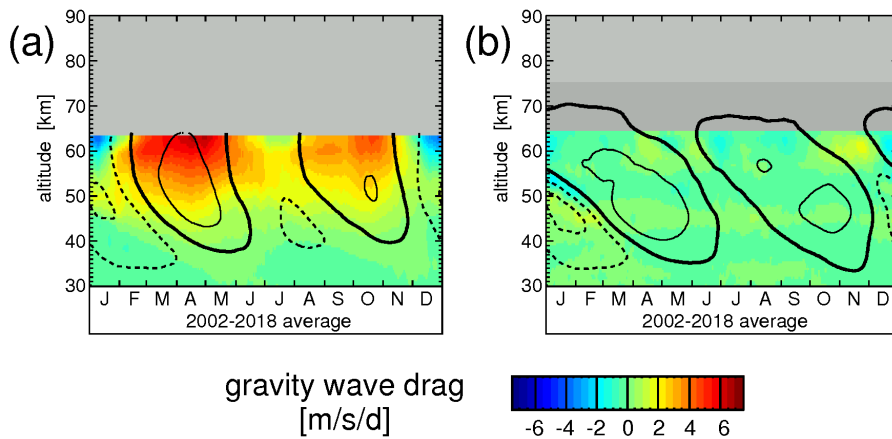 (a)
90
80
70
60
50
40
30
altitude [km]
J F M A M J J A S O N D
2002-2018 average
(b)
90
80
70
60
50
40
30
altitude [km]
J F M A M J J A S O N D
2002-2018 average
gravity wave drag
[m/s/d]
-6 -4 -2 0 2 4 6